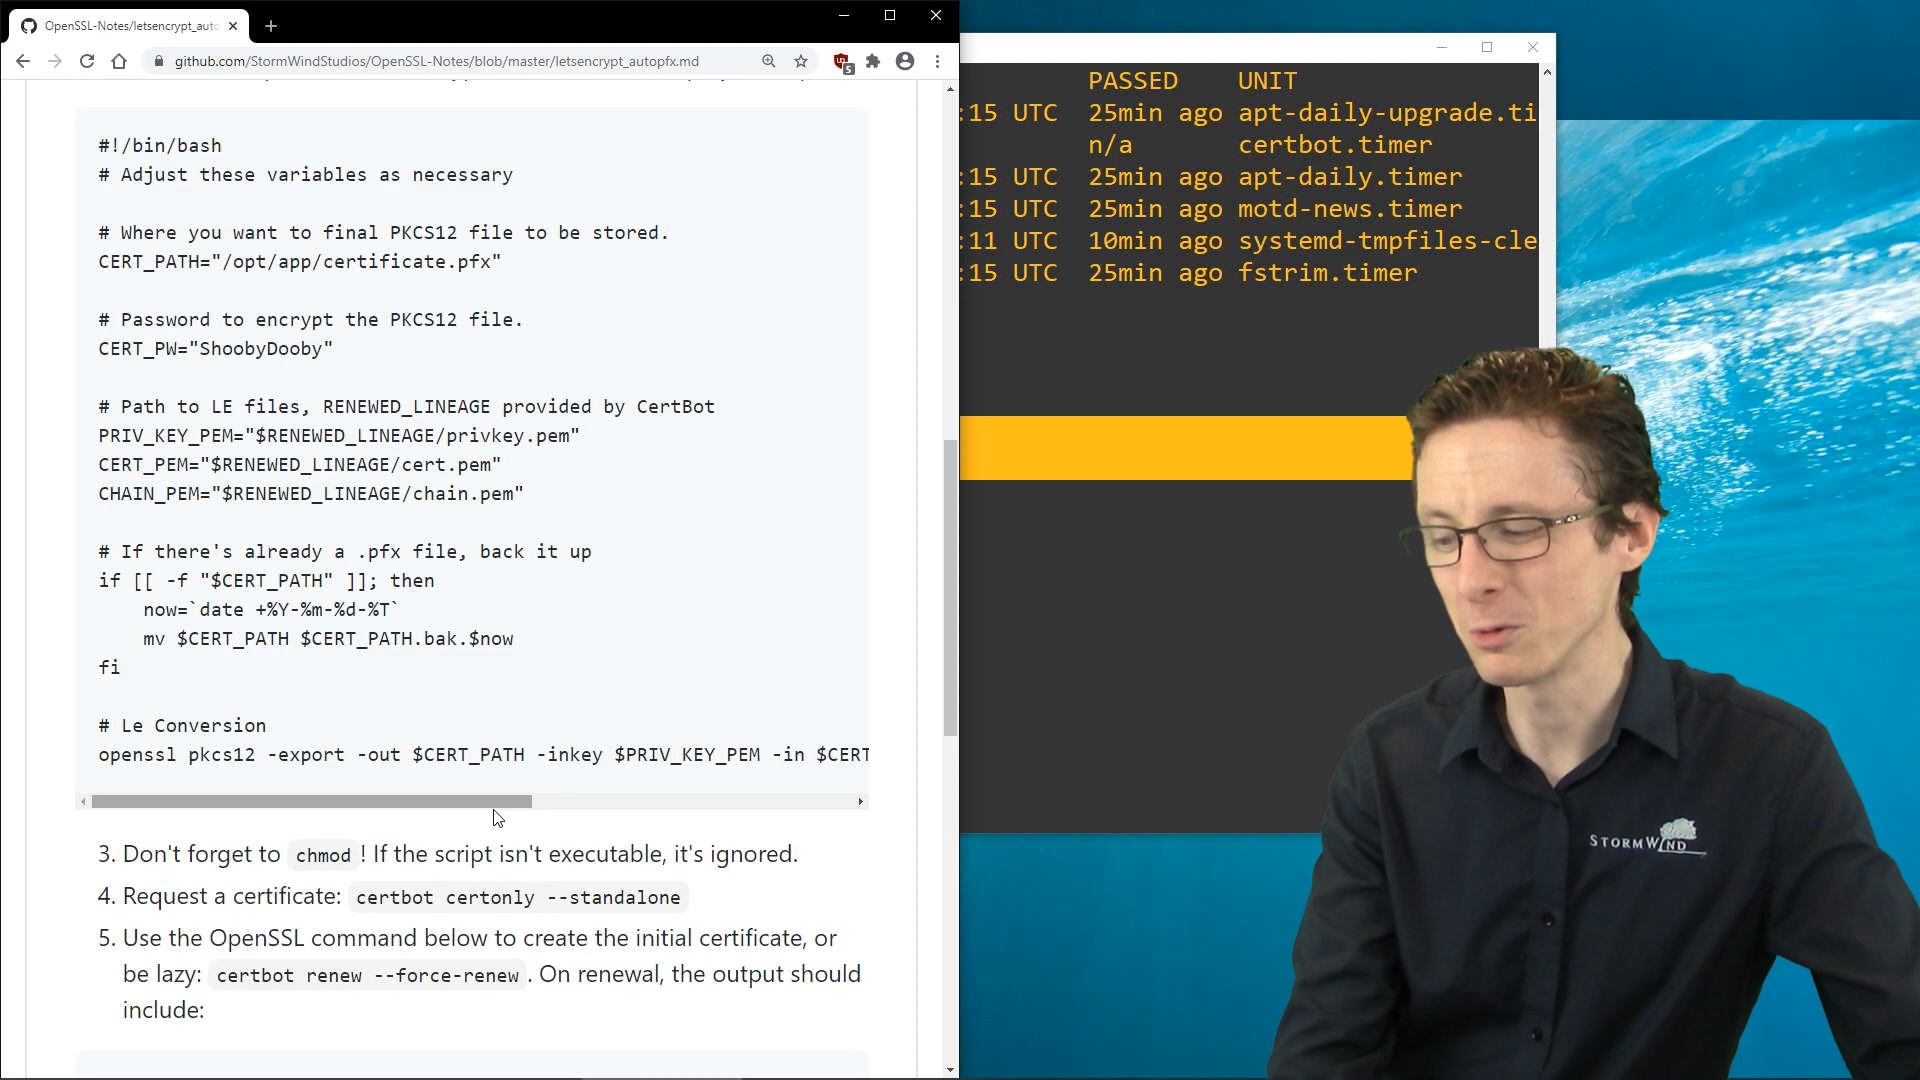 OpenSSL-Notes/letsencrypt_auto
github.com/StormWindStudios/OpenSSL-Notes/blob/master/letsencrypt_autopfx.md
5
#!/bin/bash
# Adjust these variables as necessary
# Where you want to final PKCS12 file to be stored.
CERT_PATH="/opt/app/certificate.pfx"
# Password to encrypt the PKCS12 file.
CERT_PW="ShoobyDooby"
# Path to LE files, RENEWED_LINEAGE provided by CertBot
PRIV_KEY_PEM="$RENEWED_LINEAGE/privkey.pem"
CERT_PEM="$RENEWED_LINEAGE/cert.pem"
CHAIN_PEM="$RENEWED_LINEAGE/chain.pem"
# If there's already a .pfx file, back it up
if [[ -f "$CERT_PATH" ]]; then
now=`date +%Y-%m-%d-%T`
mv $CERT_PATH $CERT_PATH.bak.$now
fi
# Le Conversion
openssl pkcs12 -export -out $CERT_PATH -inkey $PRIV_KEY_PEM -in $CERT
3. Don't forget to chmod! If the script isn't executable, it's ignored.
4. Request a certificate: certbot certonly --standalone
5. Use the OpenSSL command below to create the initial certificate, or
be lazy: certbot renew --force-renew. On renewal, the output should
include:
PASSED UNIT
:15 UTC 25min ago apt-daily-upgrade.ti
n/a certbot.timer
:15 UTC 25min ago apt-daily.timer
:15 UTC 25min ago motd-news.timer
:11 UTC 10min ago systemd-tmpfiles-cle
:15 UTC 25min ago fstrim.timer
STORMWIND